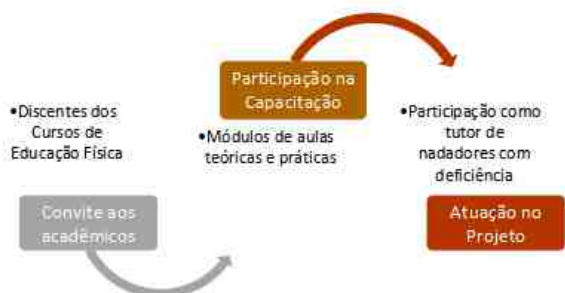 •Discentes dos
Cursos de
Educação Física
Convite aos
acadêmicos
Participação na
Capacitação
•Módulos de aulas
teóricas e práticas
•Participação como
tutor de
nadadores com
deficiência
Atuação no
Projeto